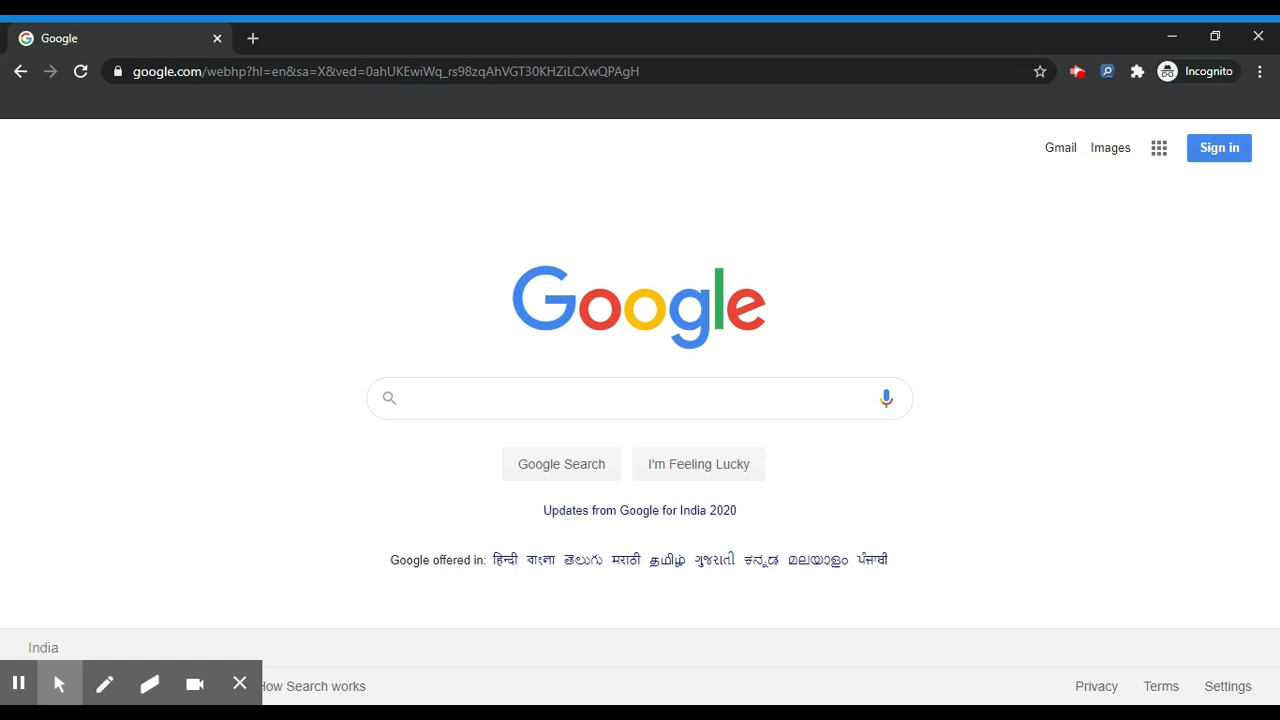 Google
google.com/webhp?hl=en&sa=X&ved=0ahUKEwiWq_rs98zqAhVGT30KHZiLCXwQPAgH
Incognito
Gmail Images Sign in
Google
Google Search I'm Feeling Lucky
Updates from Google for India 2020
Google offered in: हिन्दी বাংলা తెలుగు मराठी தமிழ் ગુજરાતી ಕನ್ನಡ മലയാളം ਪੰਜਾਬੀ
India
How Search works Privacy Terms Settings